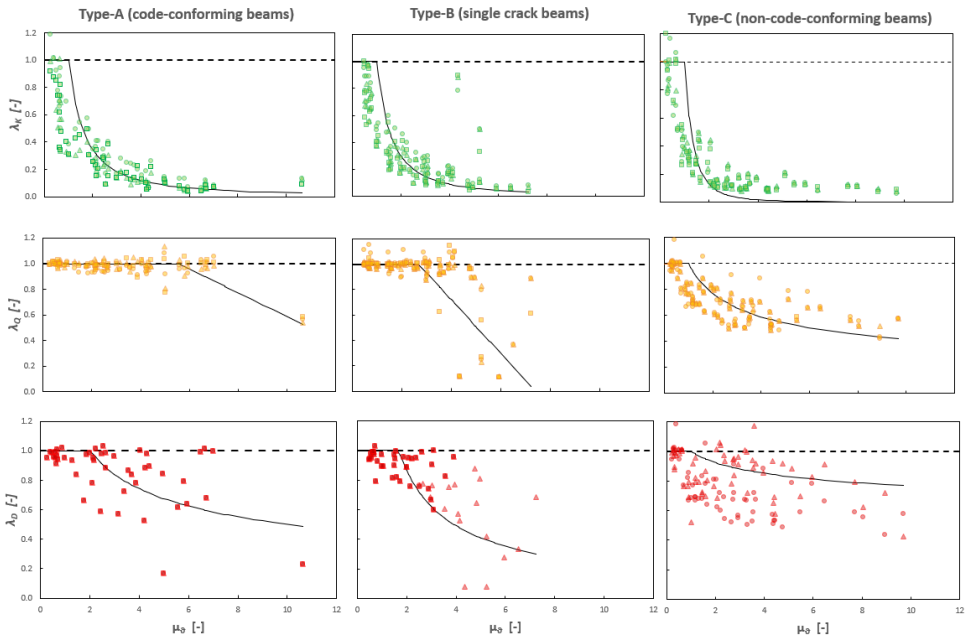 Type-A (code-conforming beams)
Type-B (single crack beams)
Type-C (non-code-conforming beams)
λK [-]
1.2
1.0
0.8
0.6
0.4
0.2
0.0
λQ [-]
1.2
1.0
0.8
0.6
0.4
0.2
0.0
λD [-]
1.2
1.0
0.8
0.6
0.4
0.2
0.0
0 2 4 6 8 10 12
0 2 4 6 8 10 12
0 2 4 6 8 10 12
μϑ [-]
μϑ [-]
μϑ [-]